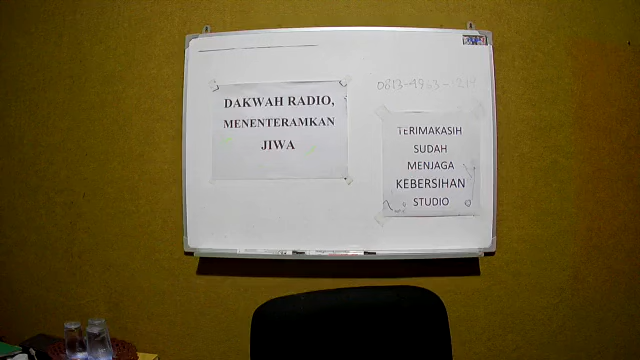 DAKWAH RADIO,
MENENTERAMKAN
JIWA
TERIMAKASIH
SUDAH
MENJAGA
KEBERSIHAN
STUDIO